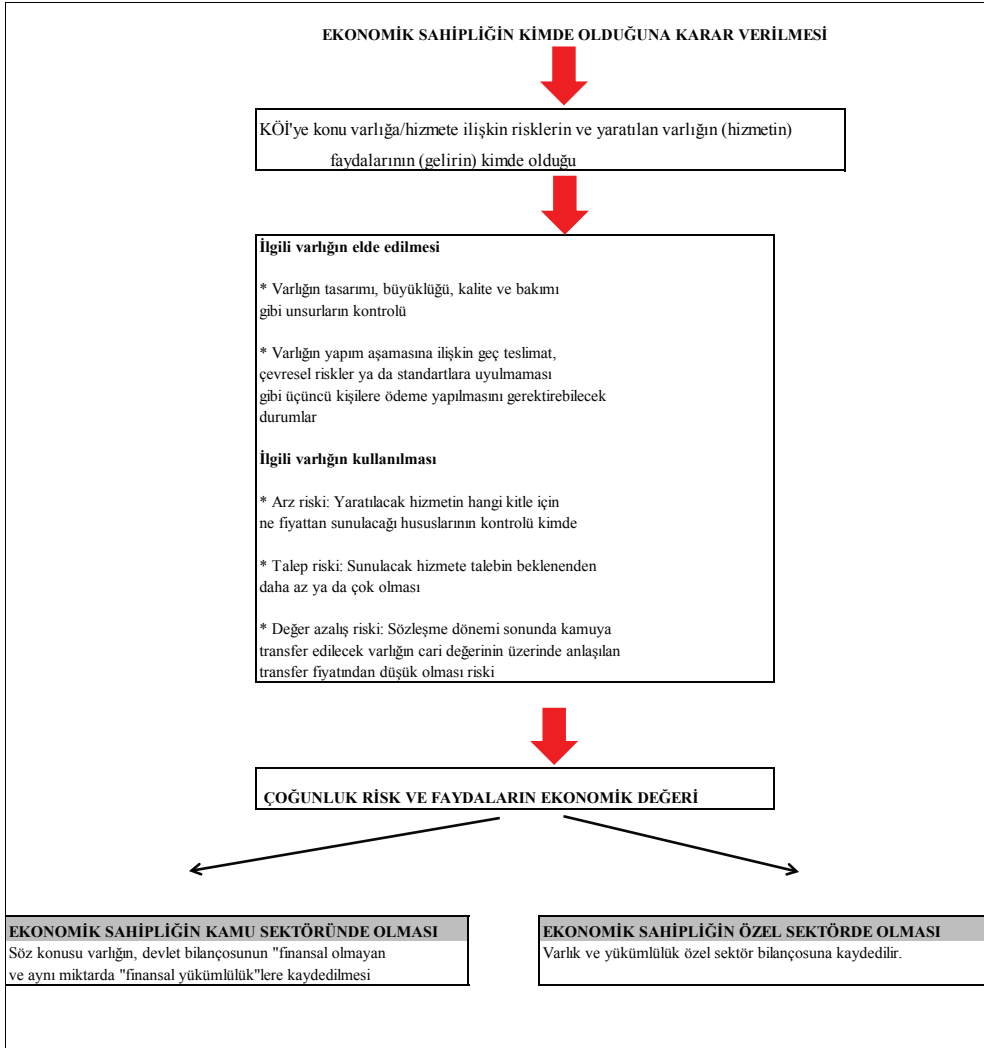 EKONOMİK SAHİPLİĞİN KİMDE OLDUĞUNA KARAR VERİLMESİ
KÖİ'ye konu varlığa/hizmete ilişkin risklerin ve yaratılan varlığın (hizmetin)
faydalarının (gelirin) kimde olduğu
İlgili varlığın elde edilmesi
* Varlığın tasarımı, büyüklüğü, kalite ve bakımı
gibi unsurların kontrolü
* Varlığın yapım aşamasına ilişkin geç teslimat,
çevresel riskler ya da standartlara uyulmaması
gibi üçüncü kişilere ödeme yapılmasını gerektirebilecek
durumlar
İlgili varlığın kullanılması
* Arz riski: Yaratılacak hizmetin hangi kitle için
ne fiyattan sunulacağı hususlarının kontrolü kimde
* Talep riski: Sunulacak hizmete talebin beklenenden
daha az ya da çok olması
* Değer azalış riski: Sözleşme dönemi sonunda kamuya
transfer edilecek varlığın cari değerinin üzerinde anlaşılan
transfer fiyatından düşük olması riski
ÇOĞUNLUK RİSK VE FAYDALARIN EKONOMİK DEĞERİ
EKONOMİK SAHİPLİĞİN KAMU SEKTÖRÜNDE OLMASI
Söz konusu varlığın, devlet bilançosunun "finansal olmayan
ve aynı miktarda "finansal yükümlülük"lere kaydedilmesi
EKONOMİK SAHİPLİĞİN ÖZEL SEKTÖRDE OLMASI
Varlık ve yükümlülük özel sektör bilançosuna kaydedilir.